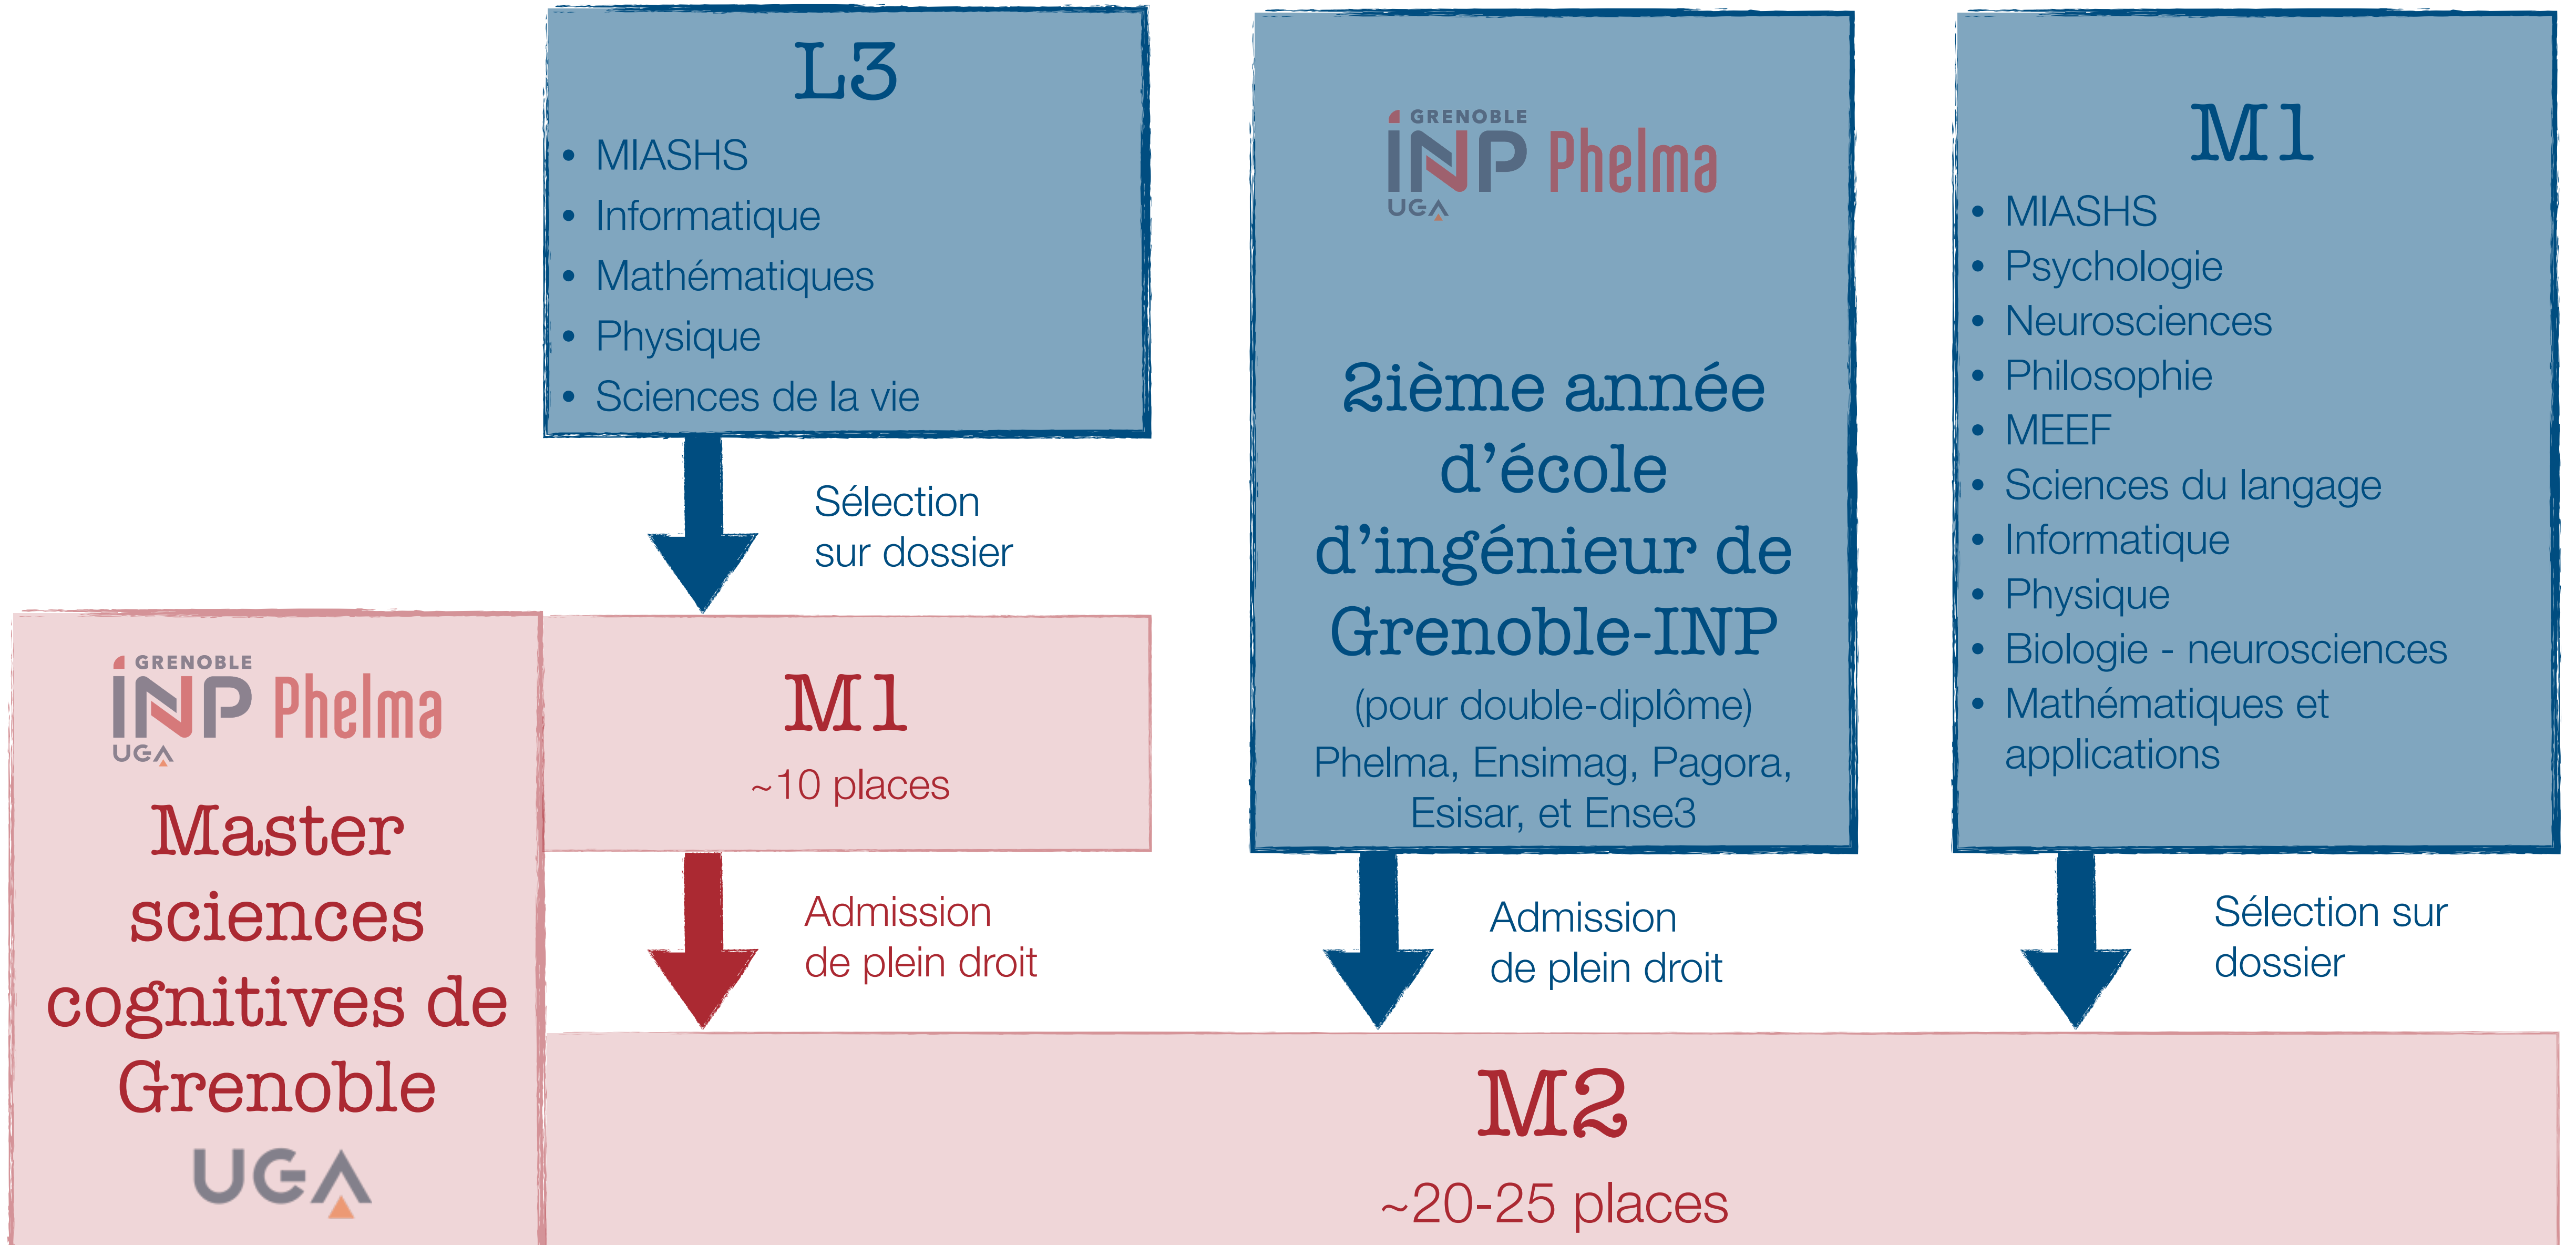 L3
• MIASHS
• Informatique
• Mathématiques
• Physique
• Sciences de la vie
Sélection
sur dossier
GRENOBLE
INP Phelma
UGA
2ième année
d'école
d'ingénieur de
Grenoble-INP
(pour double-diplôme)
Phelma, Ensimag, Pagora,
Esisar, et Ense3
M1
• MIASHS
• Psychologie
• Neurosciences
• Philosophie
• MEEF
• Sciences du langage
• Informatique
• Physique
• Biologie - neurosciences
• Mathématiques et
applications
GRENOBLE
INP Phelma
UGA
Master
sciences
cognitives de
Grenoble
UGA
M1
~10 places
Admission
de plein droit
Admission
de plein droit
Sélection sur
dossier
M2
~20-25 places